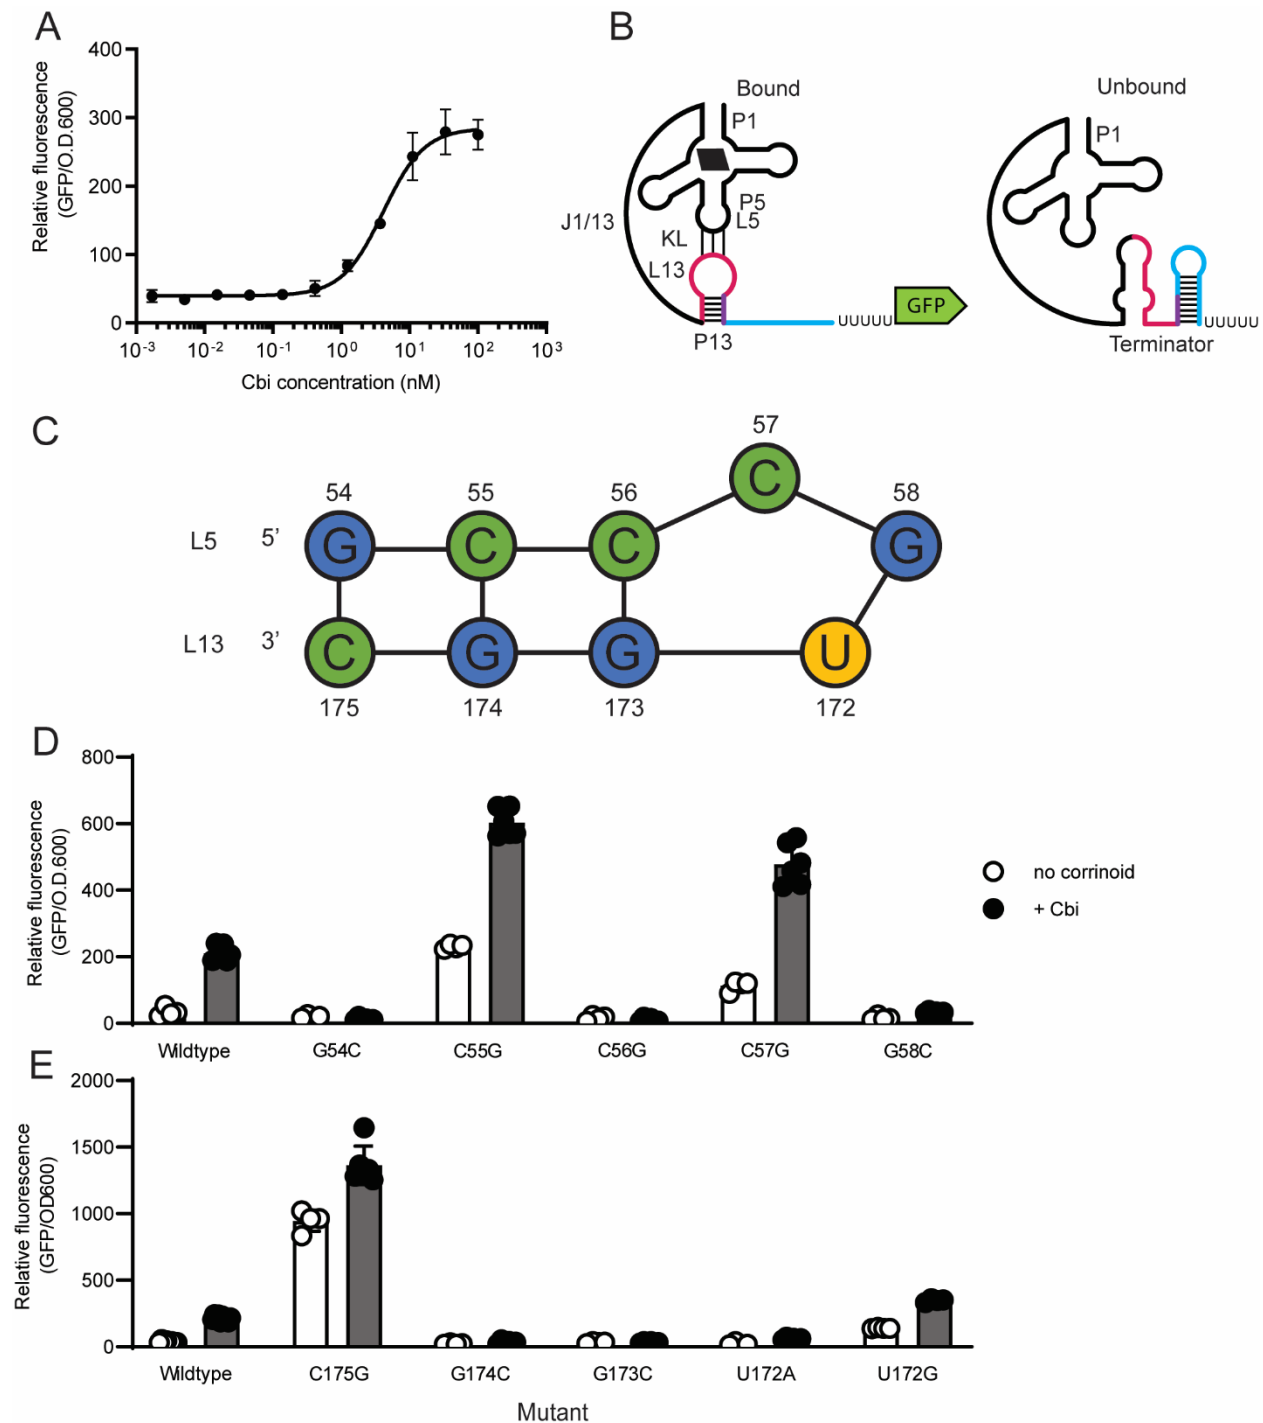 A
Relative fluorescence
(GFP/O.D.600)
400
300
200
100
0
10-3
10-2
10-1
100
101
102
103
Cbi concentration (nM)
B
Bound
P1
P5
L5
J1/13
KL
L13
UUUUU
GFP
P13
Unbound
P1
UUUUU
Terminator
C
57
54
55
56
58
C
L5
5’
G
C
C
G
L13
3’
C
G
G
U
175
174
173
172
D
Relative fluorescence
(GFP/O.D.600)
800
600
400
200
0
Wildtype
G54C
C55G
C56G
C57G
G58C
no corrinoid
+ Cbi
E
Relative fluorescence
(GFP/OD600)
2000
1500
1000
500
0
Wildtype
C175G
G174C
G173C
U172A
U172G
Mutant